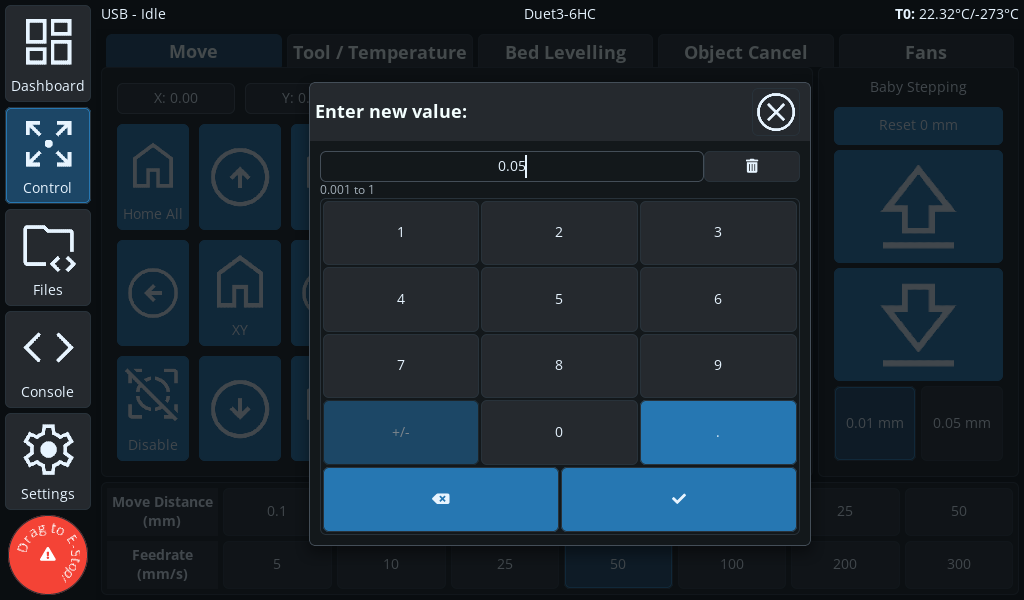 USB - Idle
Duet3-6HC
T0: 22.32°C/-273°C
Dashboard
Control
Files
Console
Settings
Drag to E-Stop!
Move
Tool / Temperature
Bed Levelling
Object Cancel
Fans
X: 0.00
Y: 0.
Home All
XY
Disable
Enter new value:
0.05
0.001 to 1
1
2
3
4
5
6
7
8
9
+/-
0
.
Baby Stepping
Reset 0 mm
0.01 mm
0.05 mm
Move Distance
(mm)
0.1
25
50
Feedrate
(mm/s)
5
10
25
50
100
200
300